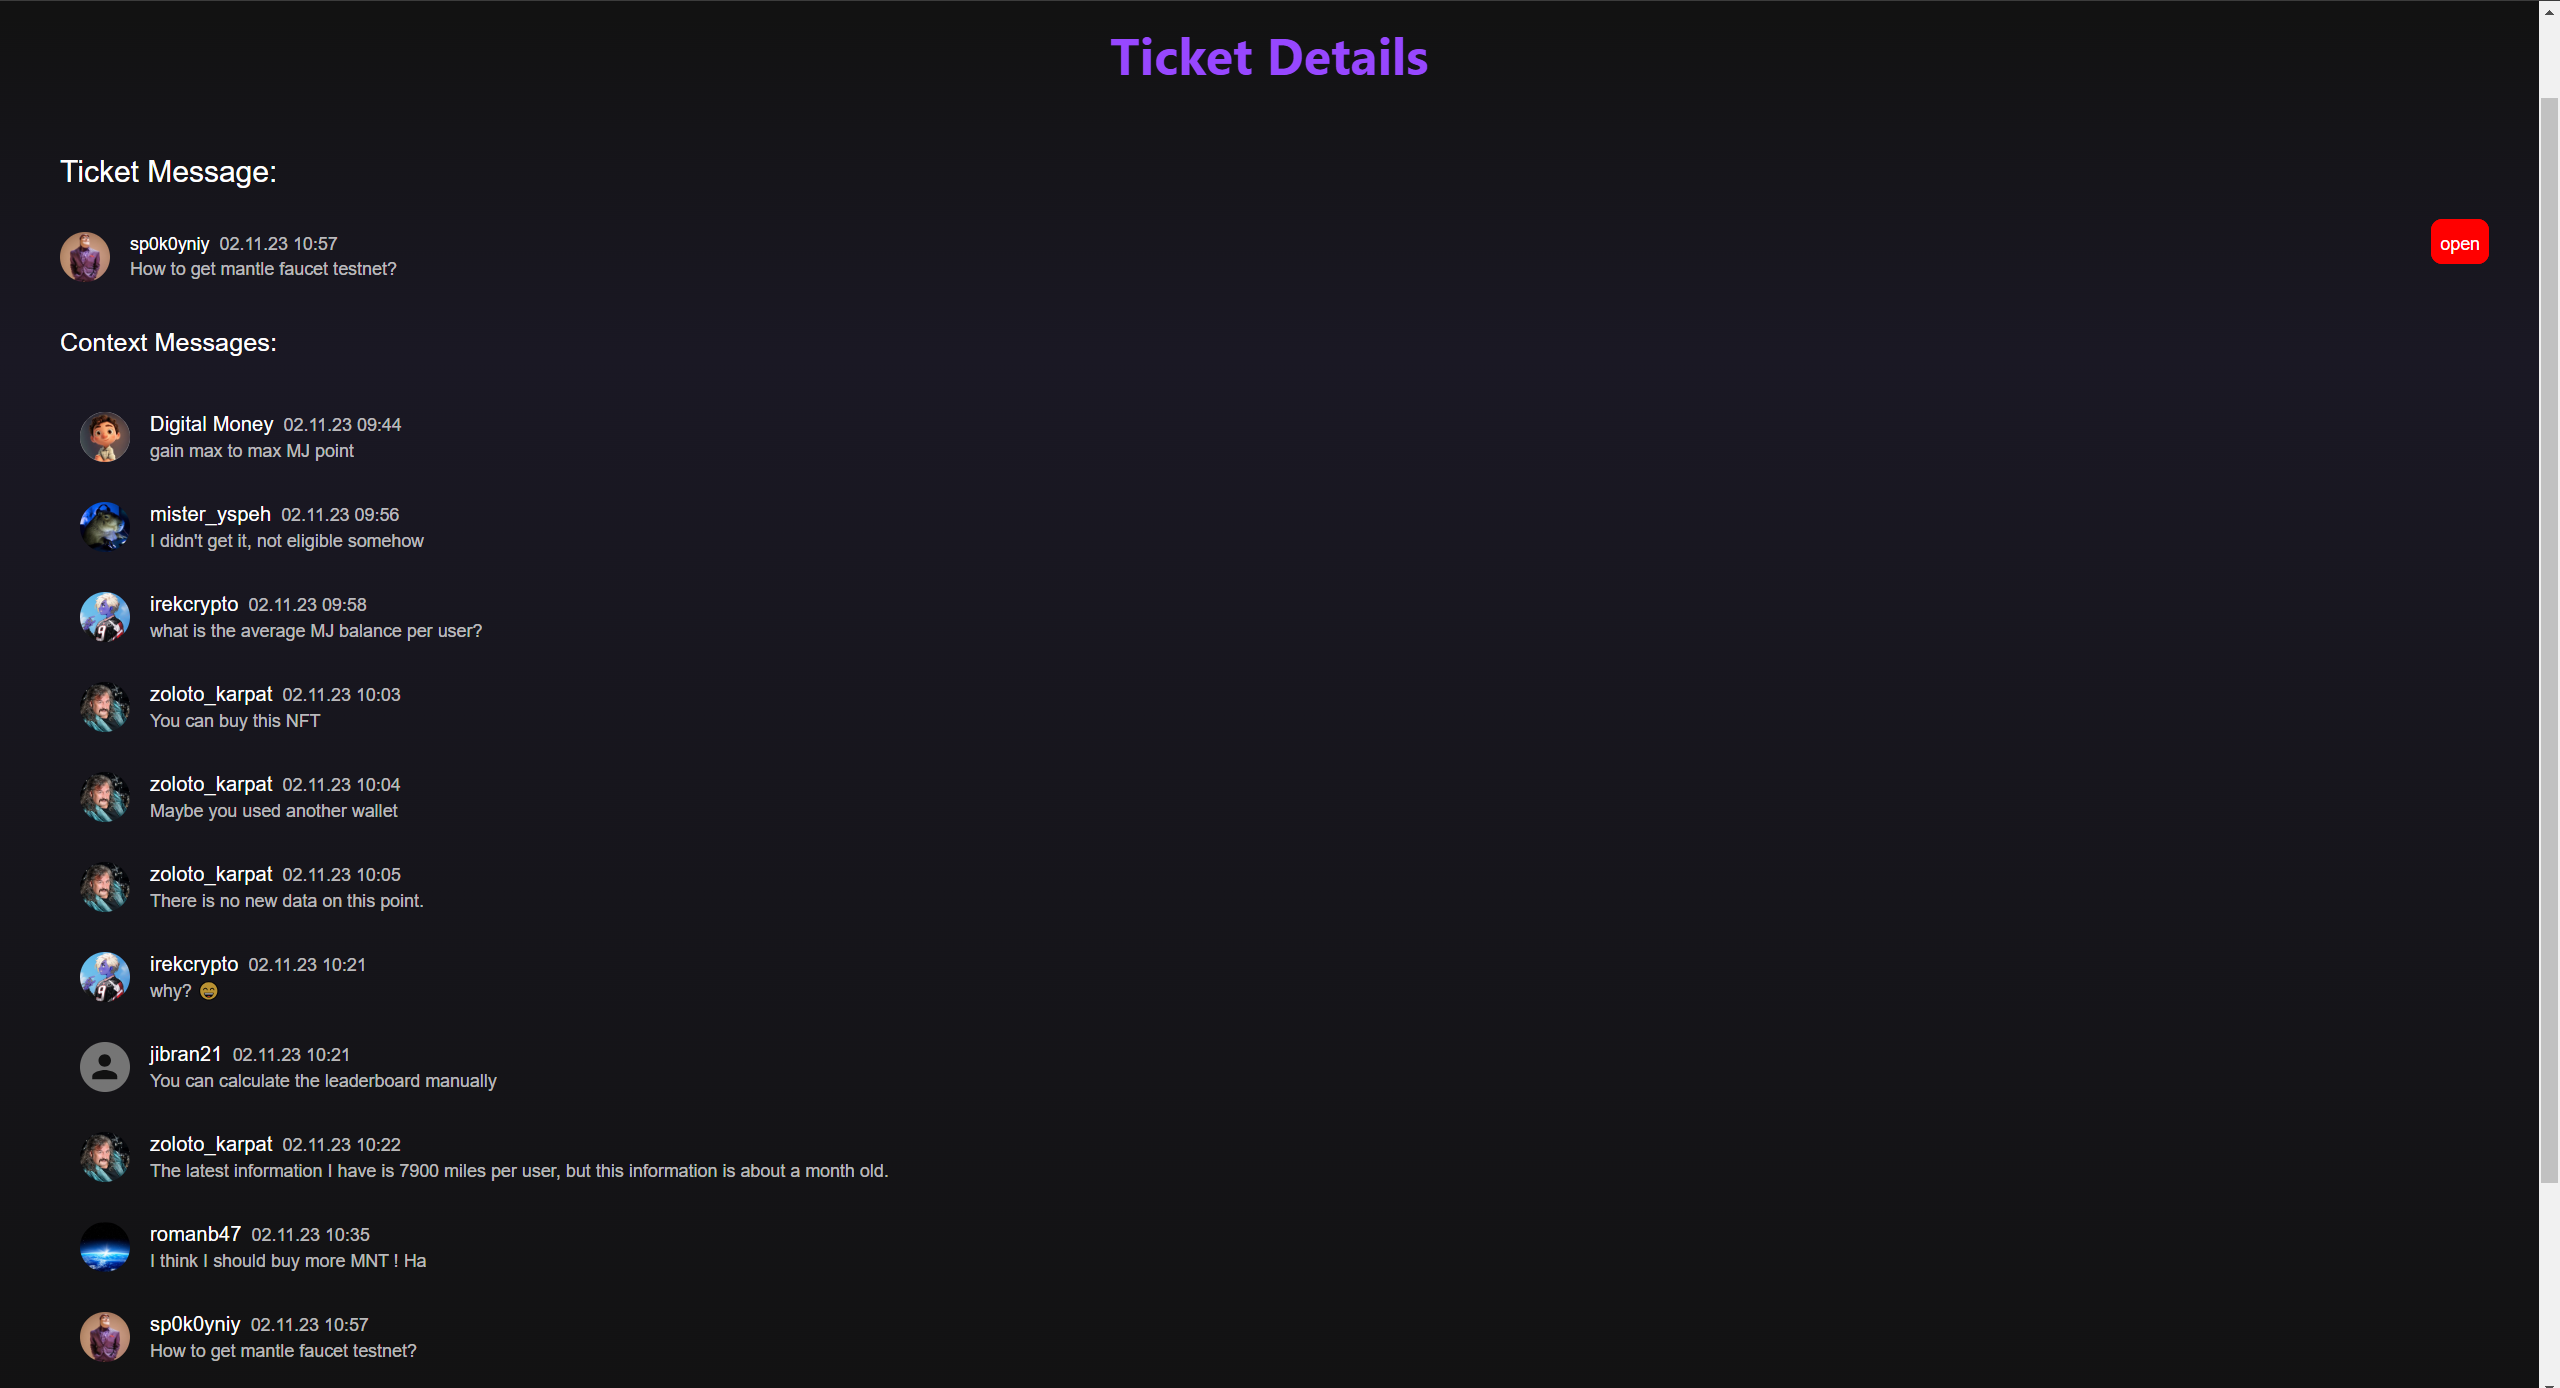 Ticket Details
Ticket Message:
sp0k0yniy 02.11.23 10:57
open
How to get mantle faucet testnet?
Context Messages:
Digital Money 02.11.23 09:44
gain max to max MJ point
mister_yspeh 02.11.23 09:56
I didn't get it, not eligible somehow
irekcrypto 02.11.23 09:58
what is the average MJ balance per user?
zoloto_karpat 02.11.23 10:03
You can buy this NFT
zoloto_karpat 02.11.23 10:04
Maybe you used another wallet
zoloto_karpat 02.11.23 10:05
There is no new data on this point.
irekcrypto 02.11.23 10:21
why? 😄
jibran21 02.11.23 10:21
You can calculate the leaderboard manually
zoloto_karpat 02.11.23 10:22
The latest information I have is 7900 miles per user, but this information is about a month old.
romanb47 02.11.23 10:35
I think I should buy more MNT ! Ha
sp0k0yniy 02.11.23 10:57
How to get mantle faucet testnet?